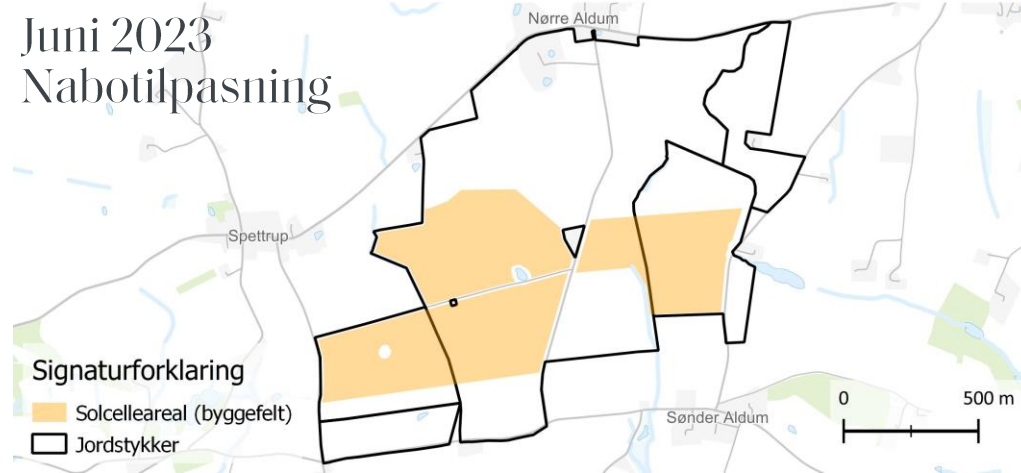 Juni 2023
Nabotilpasning
Nørre Aldum
Spettrup
Signaturforklaring
Solcelleareal (byggefelt)
Jordstykker
Sønder Aldum
0 500 m